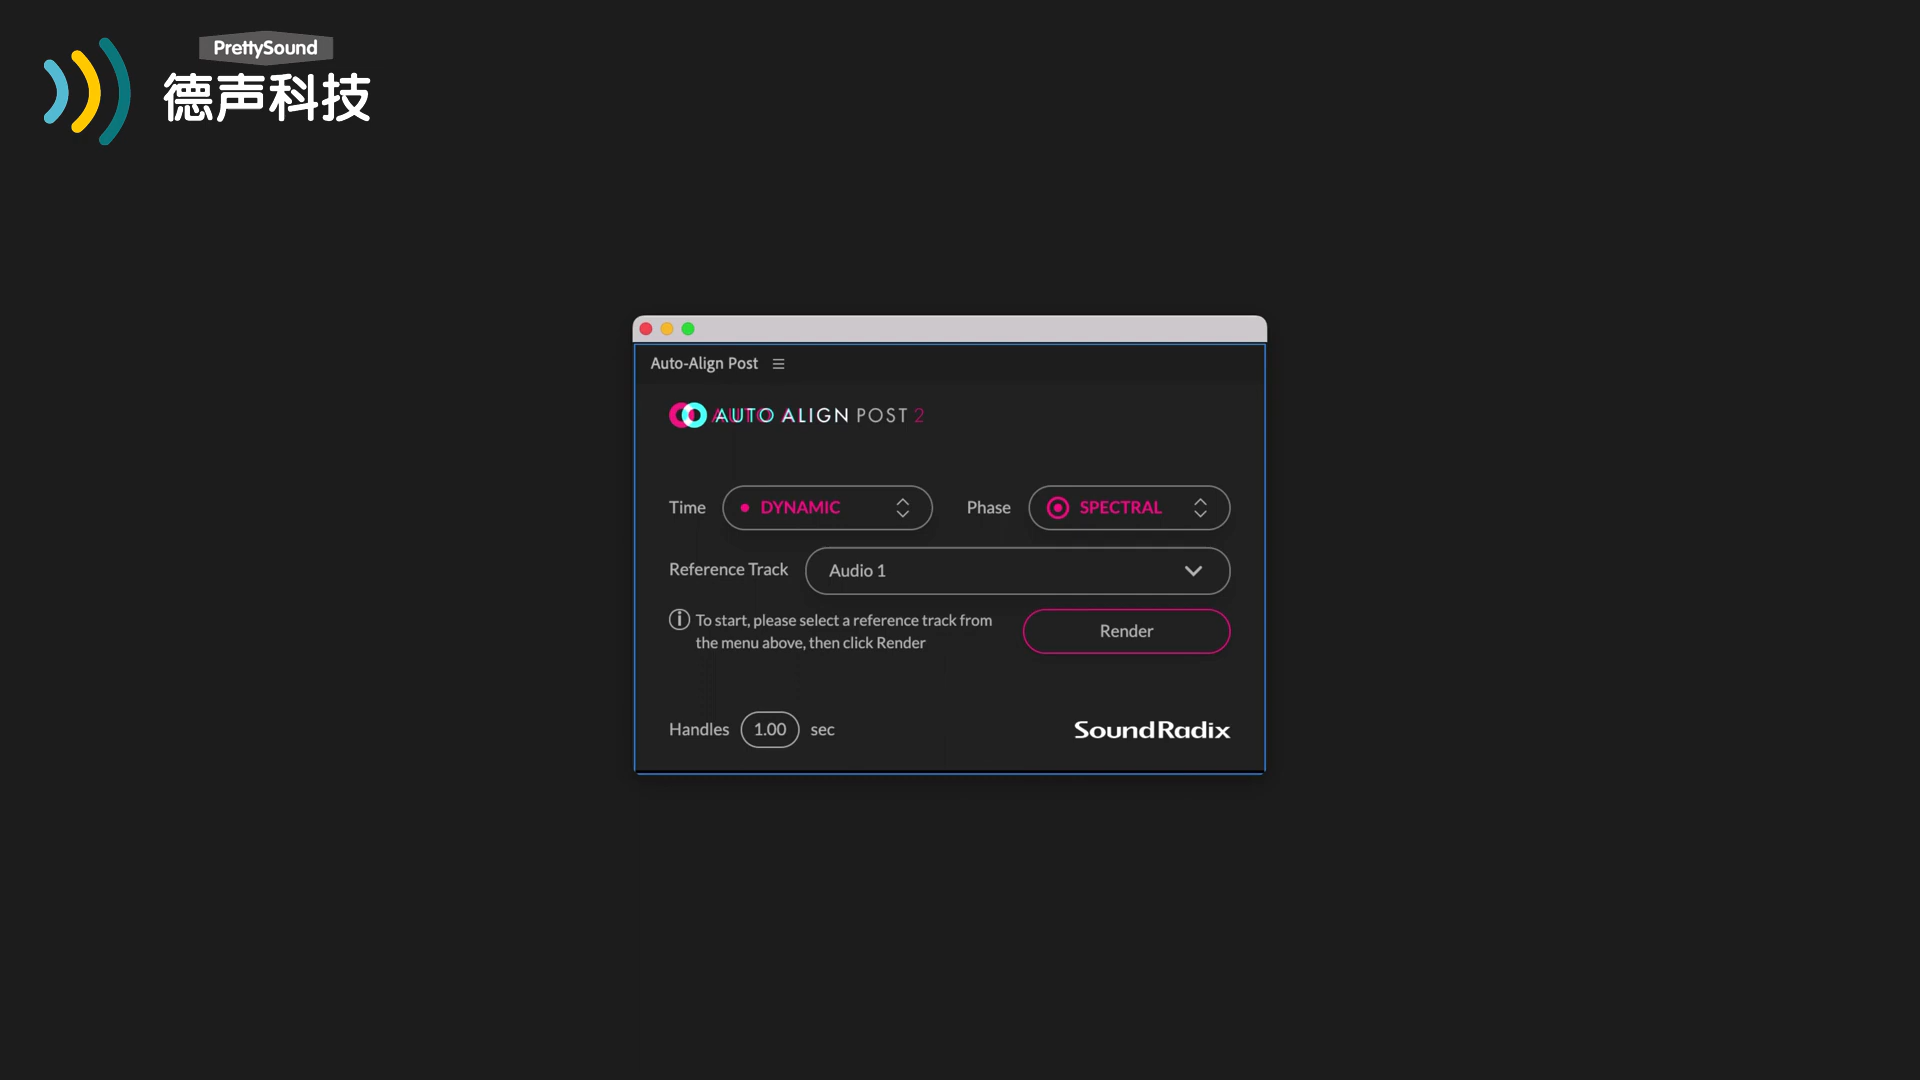 PrettySound
德声科技
Auto-Align Post
AUTO ALIGN POST 2
Time DYNAMIC Phase SPECTRAL
Reference Track Audio 1
To start, please select a reference track from
the menu above, then click Render
Render
Handles 1.00 sec
SoundRadix